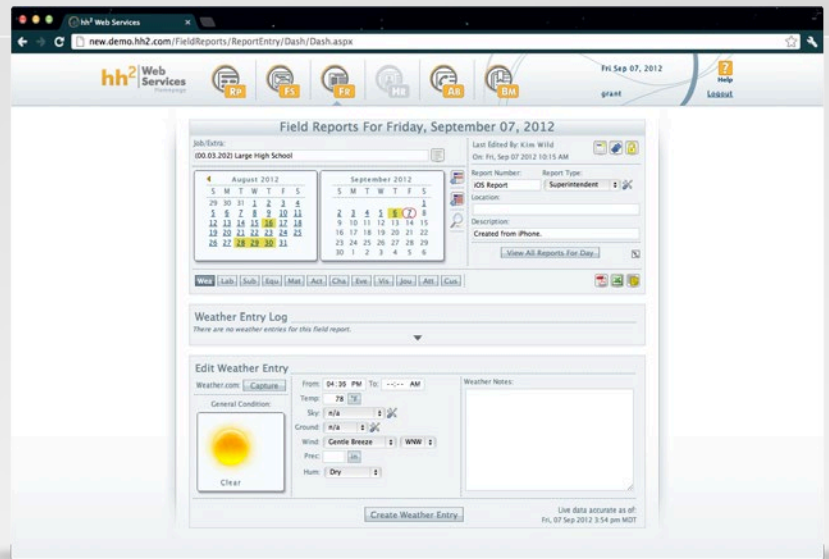 hh² Web Services
new.demo.hh2.com/FieldReports/ReportEntry/Dash/Dash.aspx
hh² Web Services
Homepage
RP FS FR HR AB BM
Fri Sep 07, 2012
grant
Help
Logout
Field Reports For Friday, September 07, 2012
Job/Extra:
(00.03.202) Large High School
August 2012
S M T W T F S
29 30 31 1 2 3 4
5 6 7 8 9 10 11
12 13 14 15 16 17 18
19 20 21 22 23 24 25
26 27 28 29 30 31
September 2012
S M T W T F S
1
2 3 4 5 6 7 8
9 10 11 12 13 14 15
16 17 18 19 20 21 22
23 24 25 26 27 28 29
30 1 2 3 4 5 6
Last Edited By: Kim Wild
On: Fri, Sep 07 2012 10:15 AM
Report Number: Report Type:
iOS Report Superintendent
Location:
Description:
Created from iPhone.
View All Reports For Day
Wea Lab Sub Equ Mat Act Cha Eve Vis Jou Att Cus
Weather Entry Log
There are no weather entries for this field report.
Edit Weather Entry
Weather.com: Capture
General Condition:
Clear
From: 04:36 PM To: --:-- AM
Temp: 78 °F
Sky: n/a
Ground: n/a
Wind: Gentle Breeze WNW
Prec: in.
Hum: Dry
Weather Notes:
Create Weather Entry
Live data accurate as of:
Fri, 07 Sep 2012 3:54 pm MDT